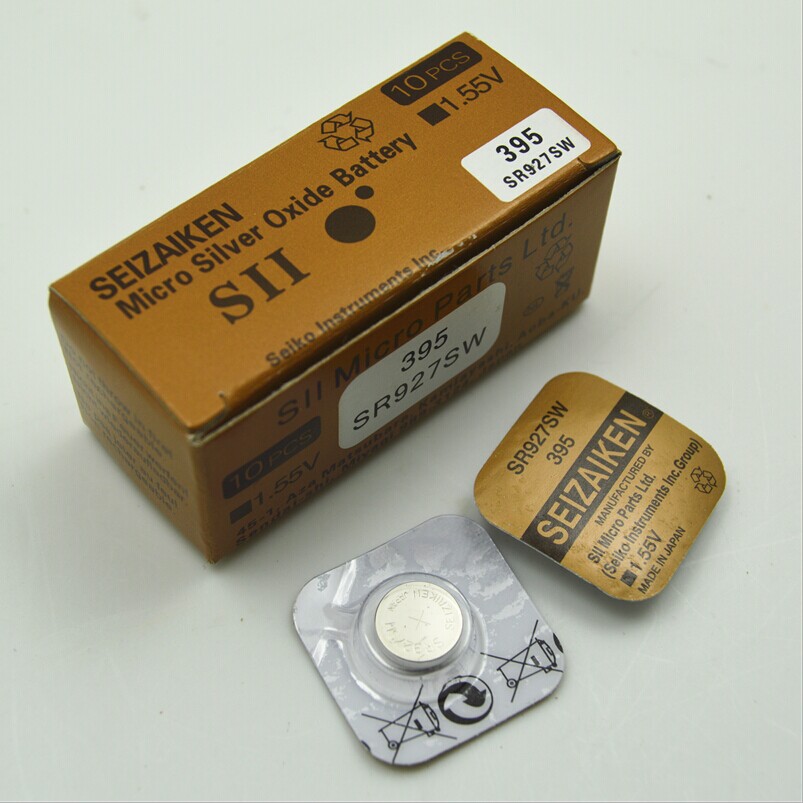 10 PCS
1.55V
395
SR927SW
SEIZAIKEN
Micro Silver Oxide Battery
SII
Seiko Instruments Inc.
SII Micro Parts Ltd.
395
SR927SW
10 PCS
1.55V
SR927SW
395
SEIZAIKEN®
MANUFACTURED BY
SII Micro Parts Ltd.
(Seiko Instruments Inc.Group)
1.55V
MADE IN JAPAN
SEIZAIKEN
JAPAN